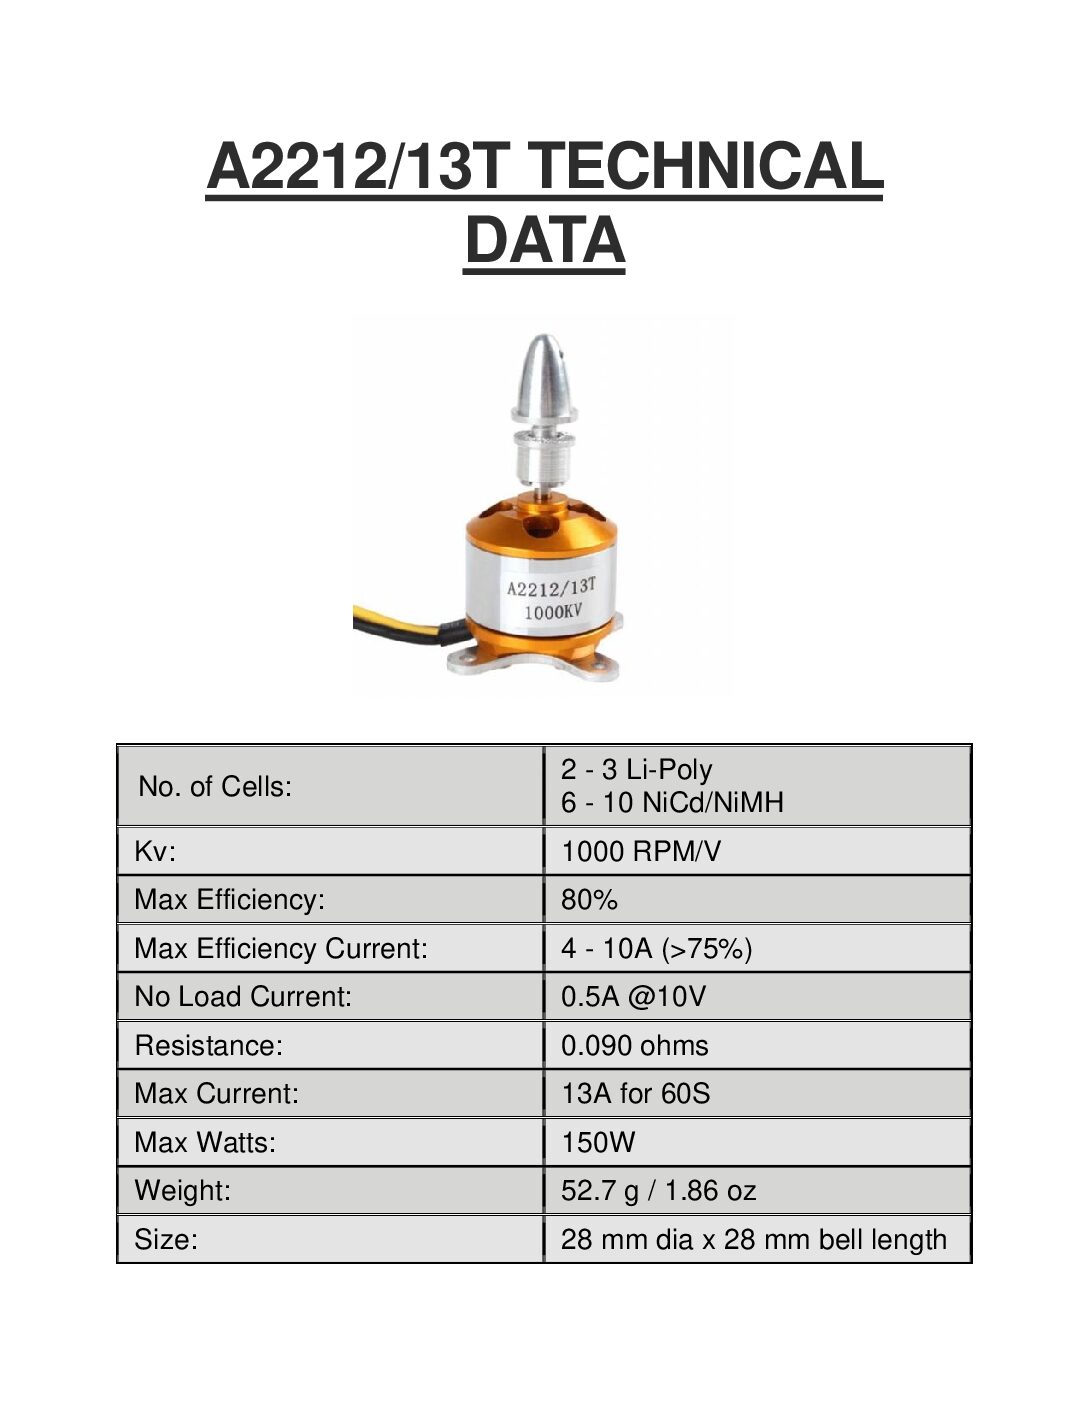 A2212/13T TECHNICAL
DATA
A2212/13T
1000KV
No. of Cells:
2 - 3 Li-Poly
6 - 10 NiCd/NiMH
Kv:
1000 RPM/V
Max Efficiency:
80%
Max Efficiency Current:
4 - 10A (>75%)
No Load Current:
0.5A @10V
Resistance:
0.090 ohms
Max Current:
13A for 60S
Max Watts:
150W
Weight:
52.7 g / 1.86 oz
Size:
28 mm dia x 28 mm bell length